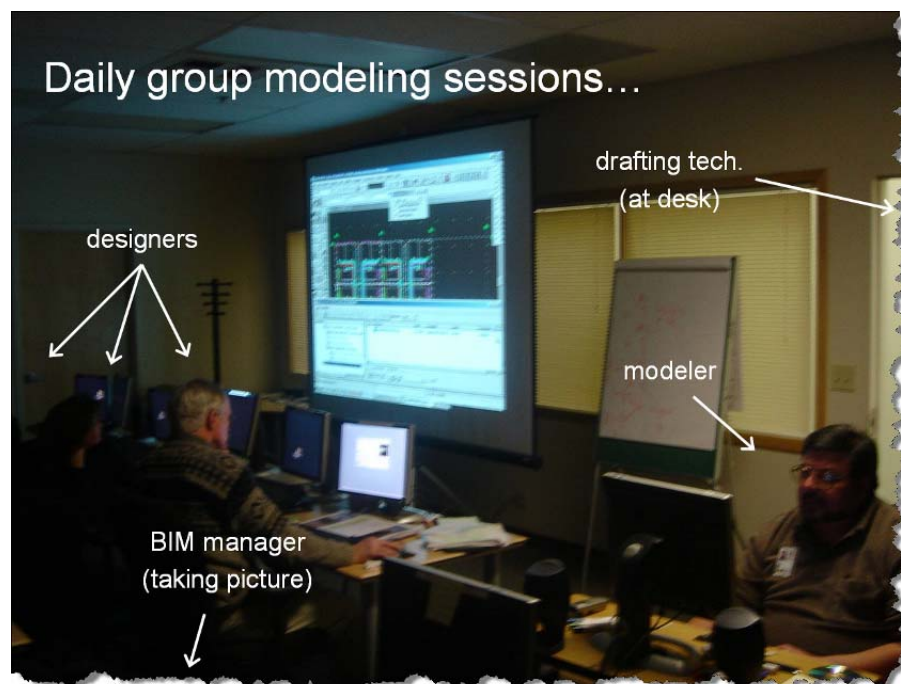 Daily group modeling sessions…
drafting tech.
(at desk)
designers
modeler
BIM manager
(taking picture)